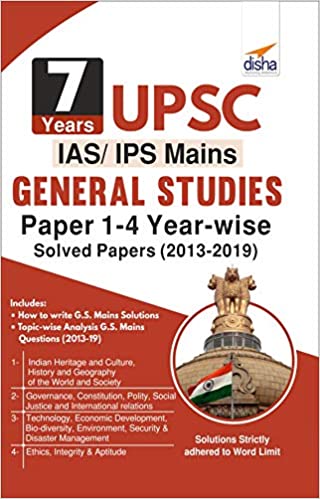 disha
7
Years
UPSC
IAS/ IPS Mains
GENERAL STUDIES
Paper 1-4 Year-wise
Solved Papers (2013-2019)
Includes:
• How to write G.S. Mains Solutions
• Topic-wise Analysis G.S. Mains
Questions (2013-19)
1- Indian Heritage and Culture,
History and Geography
of the World and Society
2- Governance, Constitution, Polity, Social
Justice and International relations
3- Technology, Economic Development,
Bio-diversity, Environment, Security &
Disaster Management
4- Ethics, Integrity & Aptitude
Solutions Strictly
adhered to Word Limit